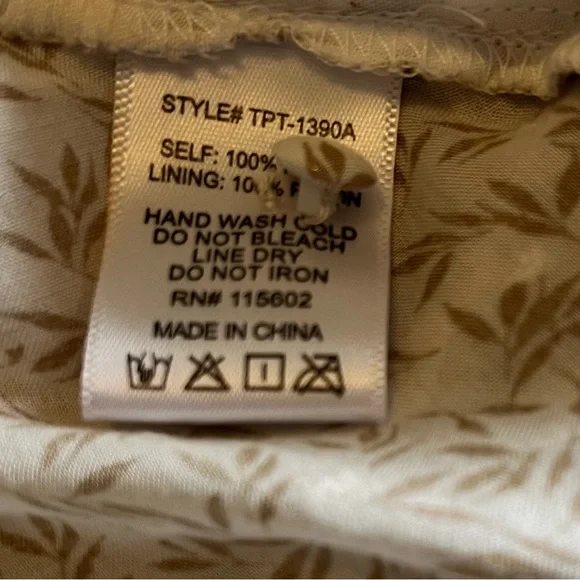 STYLE# TPT-1390A
SELF: 100%
LINING: 100%
HAND WASH COLD
DO NOT BLEACH
LINE DRY
DO NOT IRON
RN# 115602
MADE IN CHINA